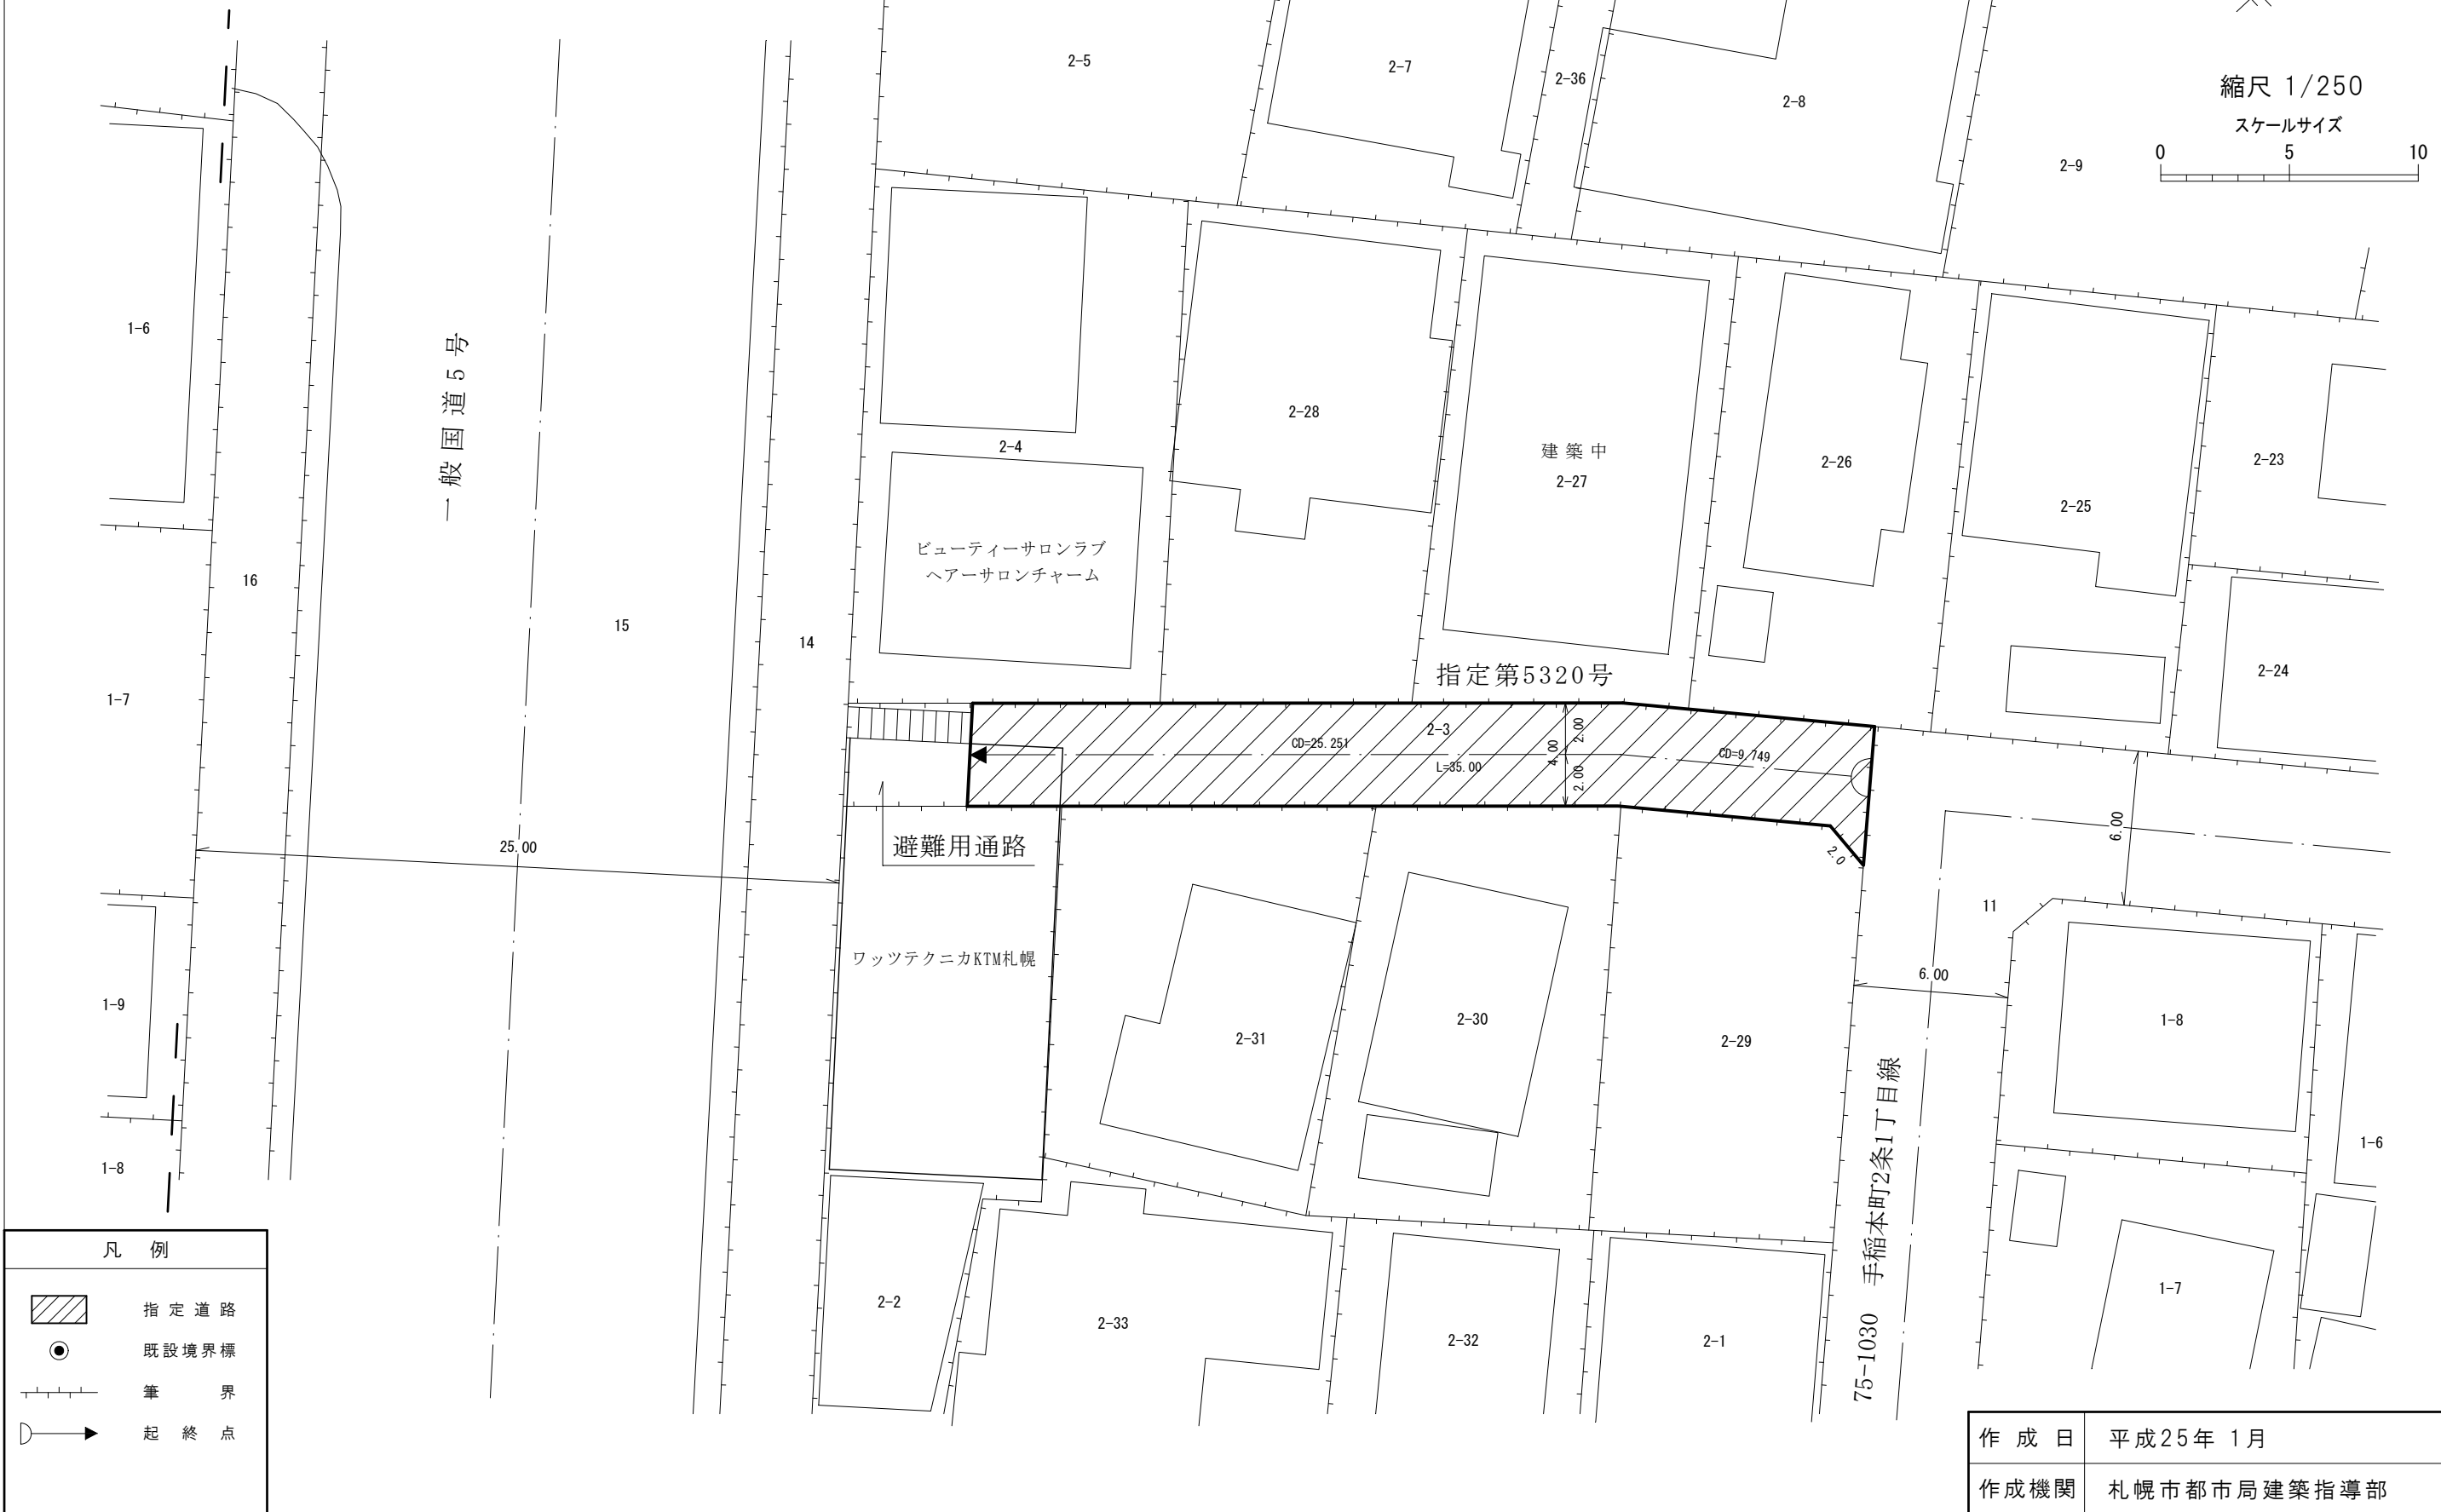 縮尺 1/250
スケールサイズ
0 5 10
2-5
2-7
2-36
2-8
2-9
1-6
一般国道5号
2-28
2-4
建築中
2-27
2-26
2-25
2-23
ビューティーサロンラブ
ヘアーサロンチャーム
16
15
14
1-7
2-24
指定第5320号
2-3
CD=25.251
L=35.00
4.00
2.00
2.00
CD=9.749
2.0
6.00
避難用通路
25.00
11
ワッツテクニカKTM札幌
6.00
1-9
2-31
2-30
2-29
1-8
1-6
1-8
75-1030 手稲本町2条1丁目線
1-7
2-2
2-33
2-32
2-1
凡例
指定道路
既設境界標
筆界
起終点
作成日 平成25年 1月
作成機関 札幌市都市局建築指導部